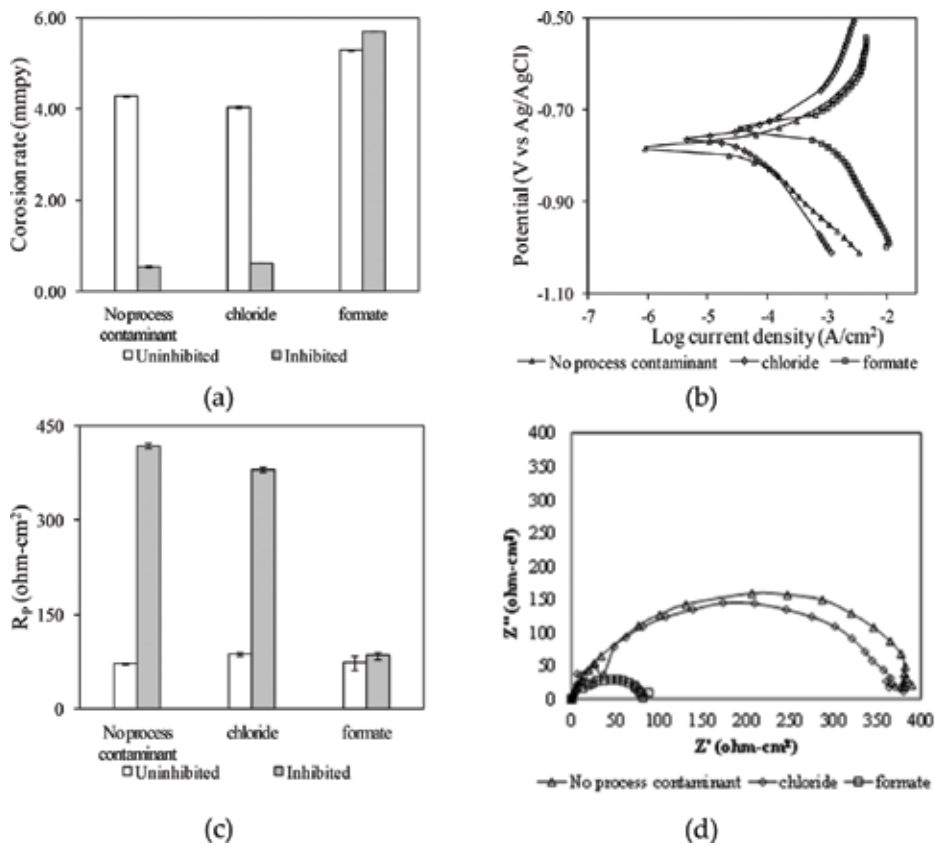 6.00
4.00
2.00
0.00
Corosion rate (mmpy)
No process contaminant
chloride
formate
Uninhibited
Inhibited
(a)
-0.50
-0.70
-0.90
-1.10
Potential (V vs Ag/AgCl)
-7
-6
-5
-4
-3
-2
Log current density (A/cm²)
No process contaminant
chloride
formate
(b)
450
300
150
0
Rₚ (ohm-cm²)
No process contaminant
chloride
formate
Uninhibited
Inhibited
(c)
400
350
300
250
200
150
100
50
0
Z'' (ohm-cm²)
0
50
100
150
200
250
300
350
400
Z' (ohm-cm²)
No process contaminant
chloride
formate
(d)